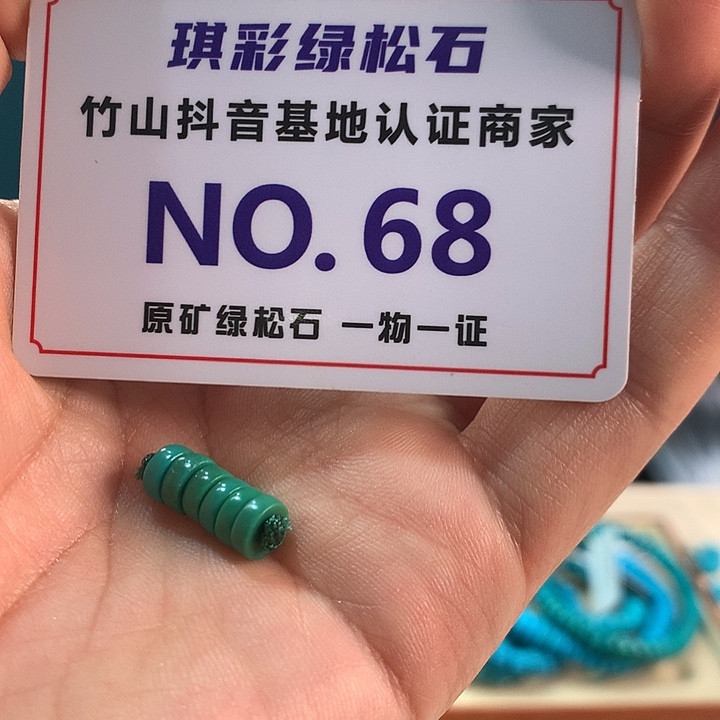 琪彩绿松石
竹山抖音基地认证商家
NO.68
原矿绿松石 一物一证